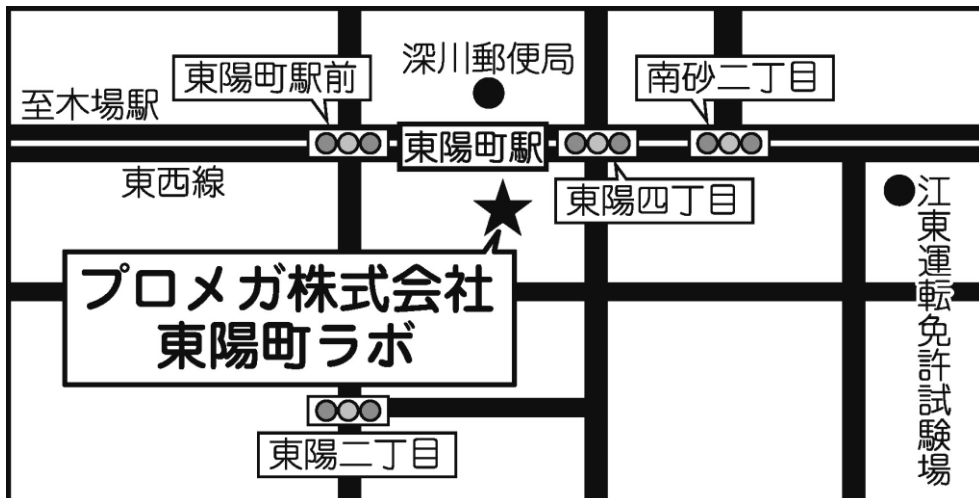 東陽町駅前
深川郵便局
南砂二丁目
至木場駅
東陽町駅
東西線
東陽四丁目
江東運転免許試験場
プロメガ株式会社
東陽町ラボ
東陽二丁目